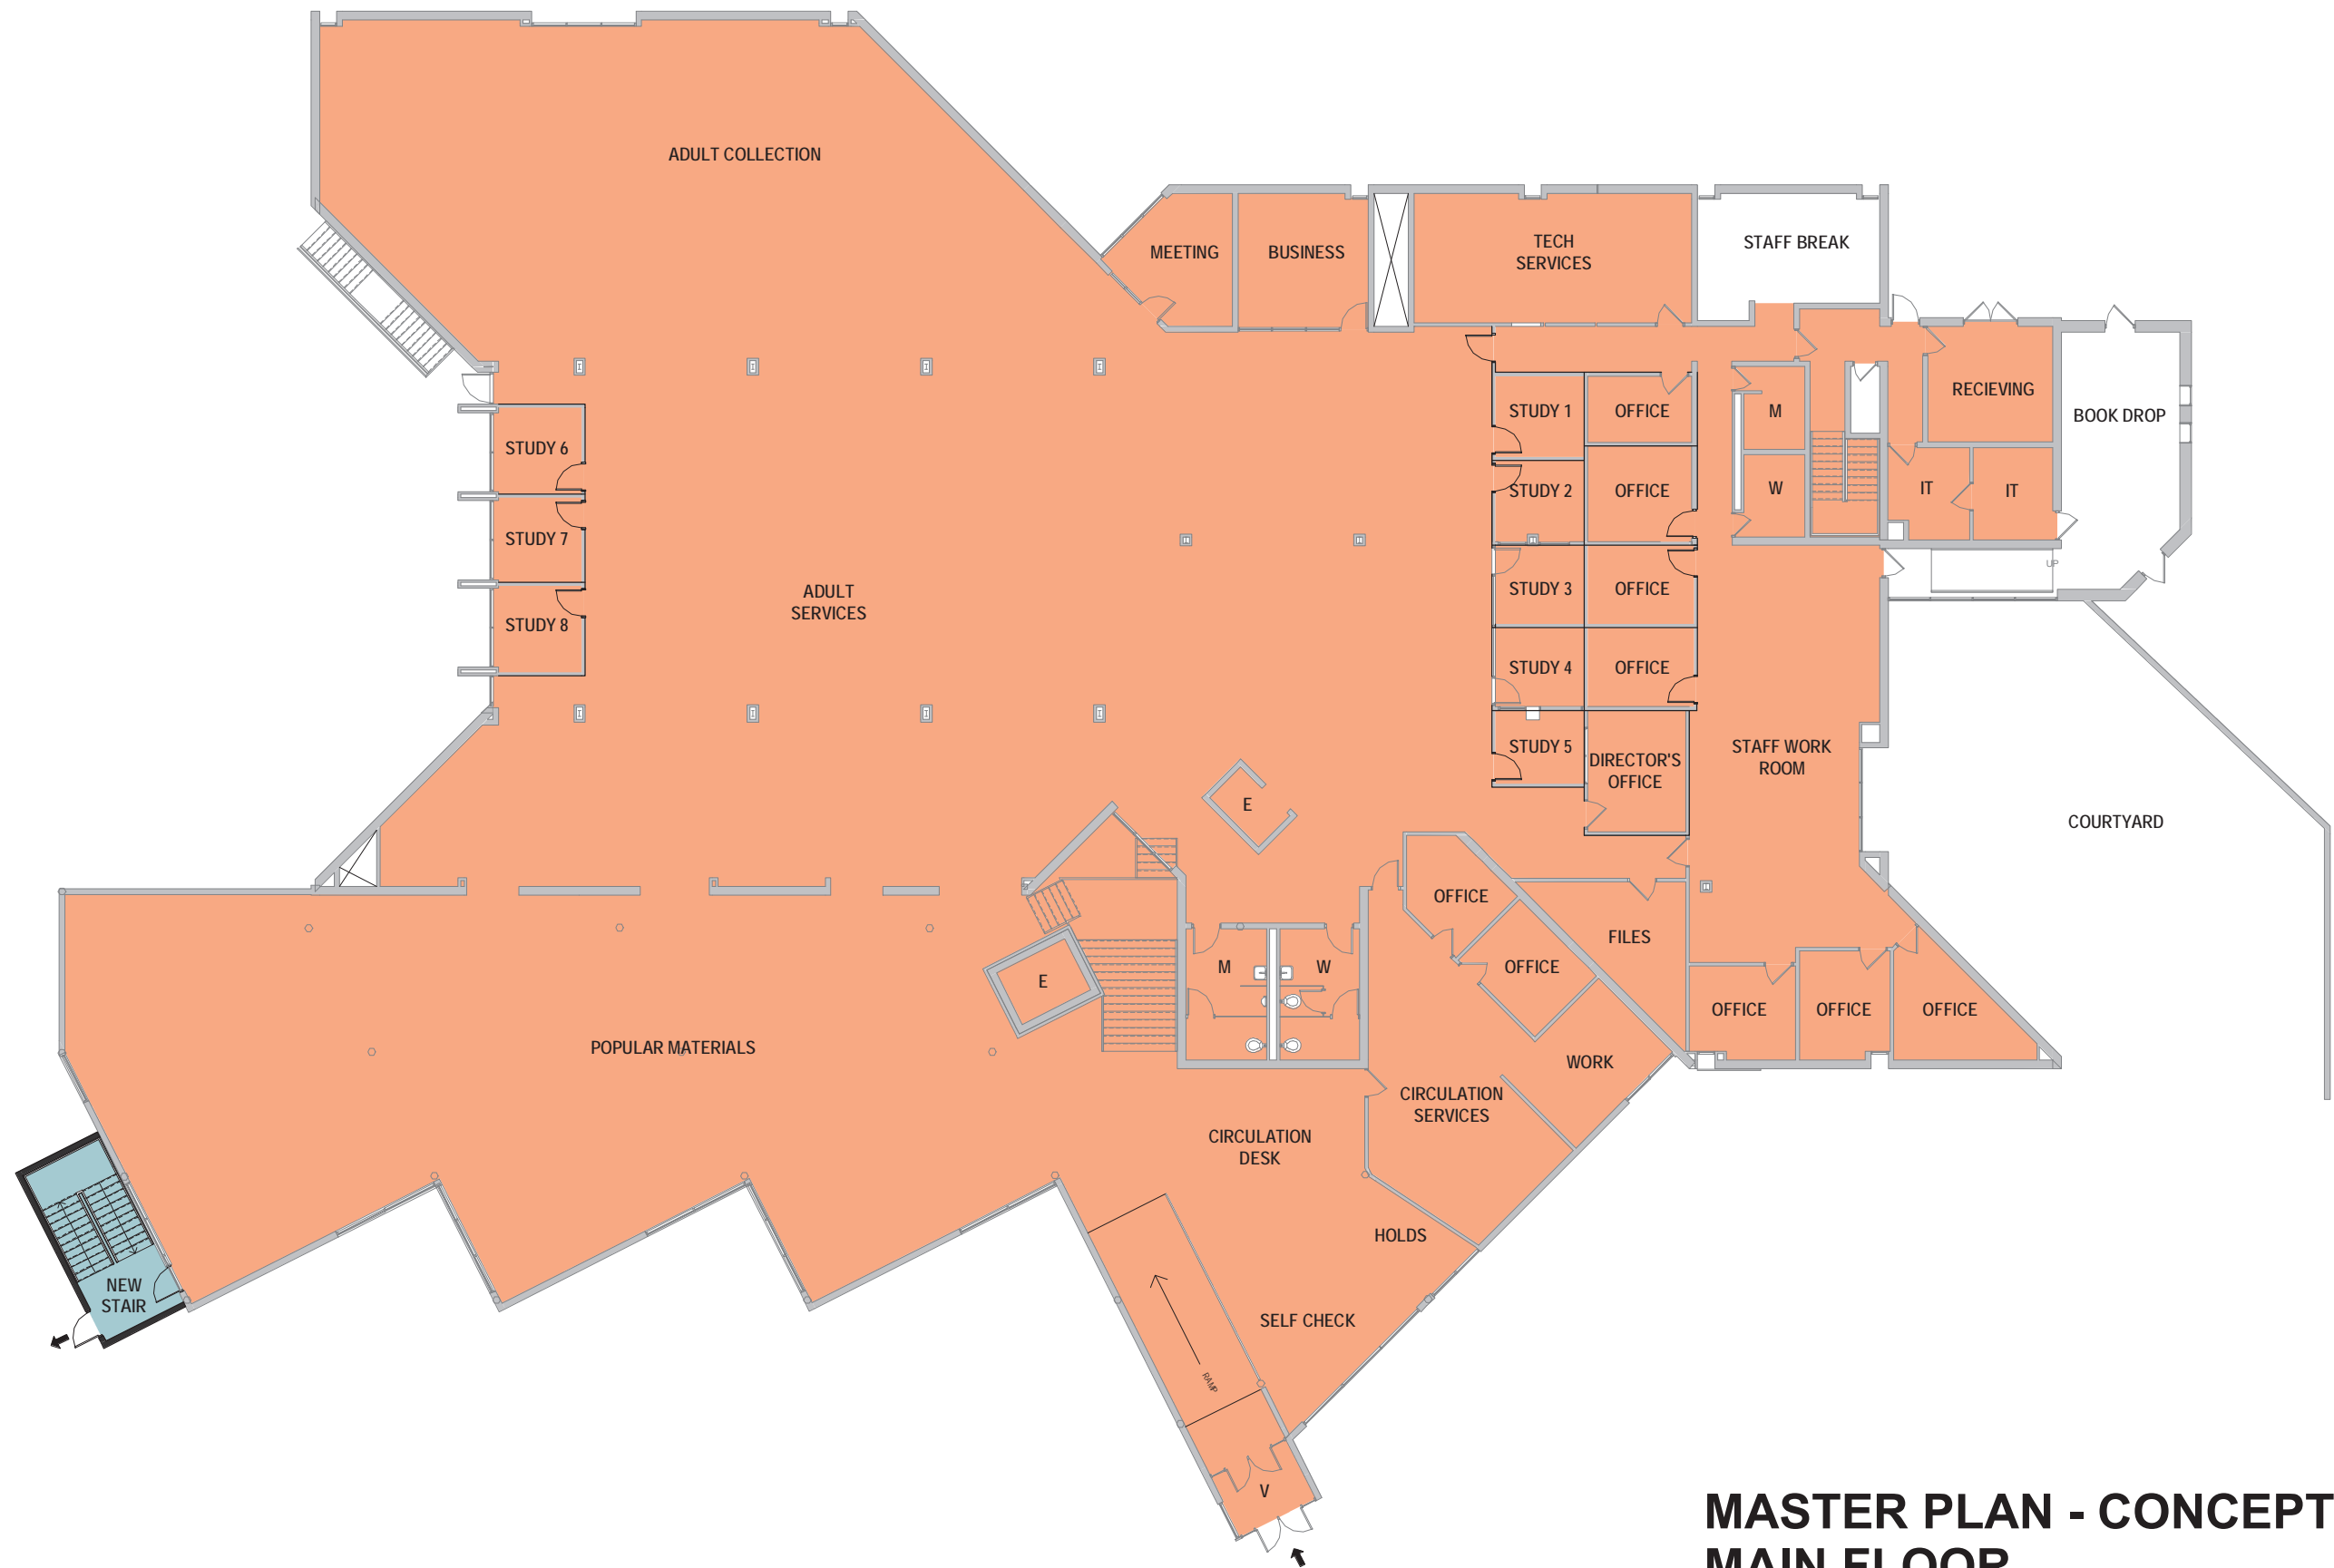 ADULT COLLECTION
MEETING
BUSINESS
TECH
SERVICES
STAFF BREAK
RECIEVING
BOOK DROP
STUDY 1
OFFICE
M
STUDY 6
STUDY 2
OFFICE
W
IT
IT
STUDY 7
UP
ADULT
SERVICES
STUDY 3
OFFICE
STUDY 8
STUDY 4
OFFICE
STUDY 5
DIRECTOR'S
OFFICE
STAFF WORK
ROOM
E
COURTYARD
OFFICE
FILES
M
W
OFFICE
E
OFFICE
OFFICE
OFFICE
POPULAR MATERIALS
WORK
CIRCULATION
SERVICES
CIRCULATION
DESK
HOLDS
NEW
STAIR
SELF CHECK
RAMP
V
MASTER PLAN - CONCEPT
MAIN FLOOR